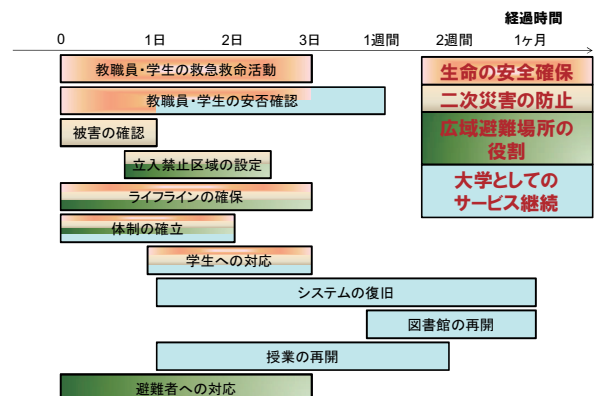 経過時間
0 1日 2日 3日 1週間 2週間 1ヶ月
教職員・学生の救急救命活動
教職員・学生の安否確認
被害の確認
立入禁止区域の設定
ライフラインの確保
体制の確立
学生への対応
システムの復旧
図書館の再開
授業の再開
避難者への対応
生命の安全確保
二次災害の防止
広域避難場所の
役割
大学としての
サービス継続